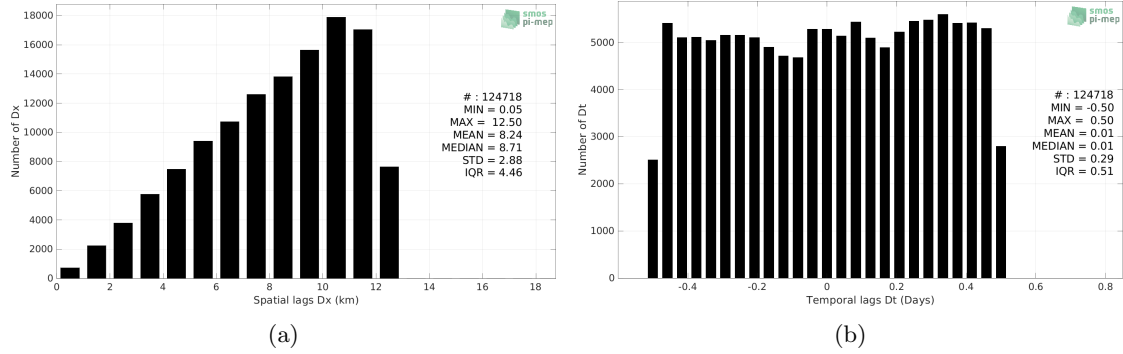 18000
16000
14000
12000
10000
8000
6000
4000
2000
0
Number of Dx
0 2 4 6 8 10 12 14 16 18
Spatial lags Dx (km)
smos
pi-mep
# : 124718
MIN = 0.05
MAX = 12.50
MEAN = 8.24
MEDIAN = 8.71
STD = 2.88
IQR = 4.46
(a)
5000
4000
3000
2000
1000
0
Number of Dt
-0.4 -0.2 0 0.2 0.4 0.6 0.8
Temporal lags Dt (Days)
smos
pi-mep
# : 124718
MIN = -0.50
MAX = 0.50
MEAN = 0.01
MEDIAN = 0.01
STD = 0.29
IQR = 0.51
(b)